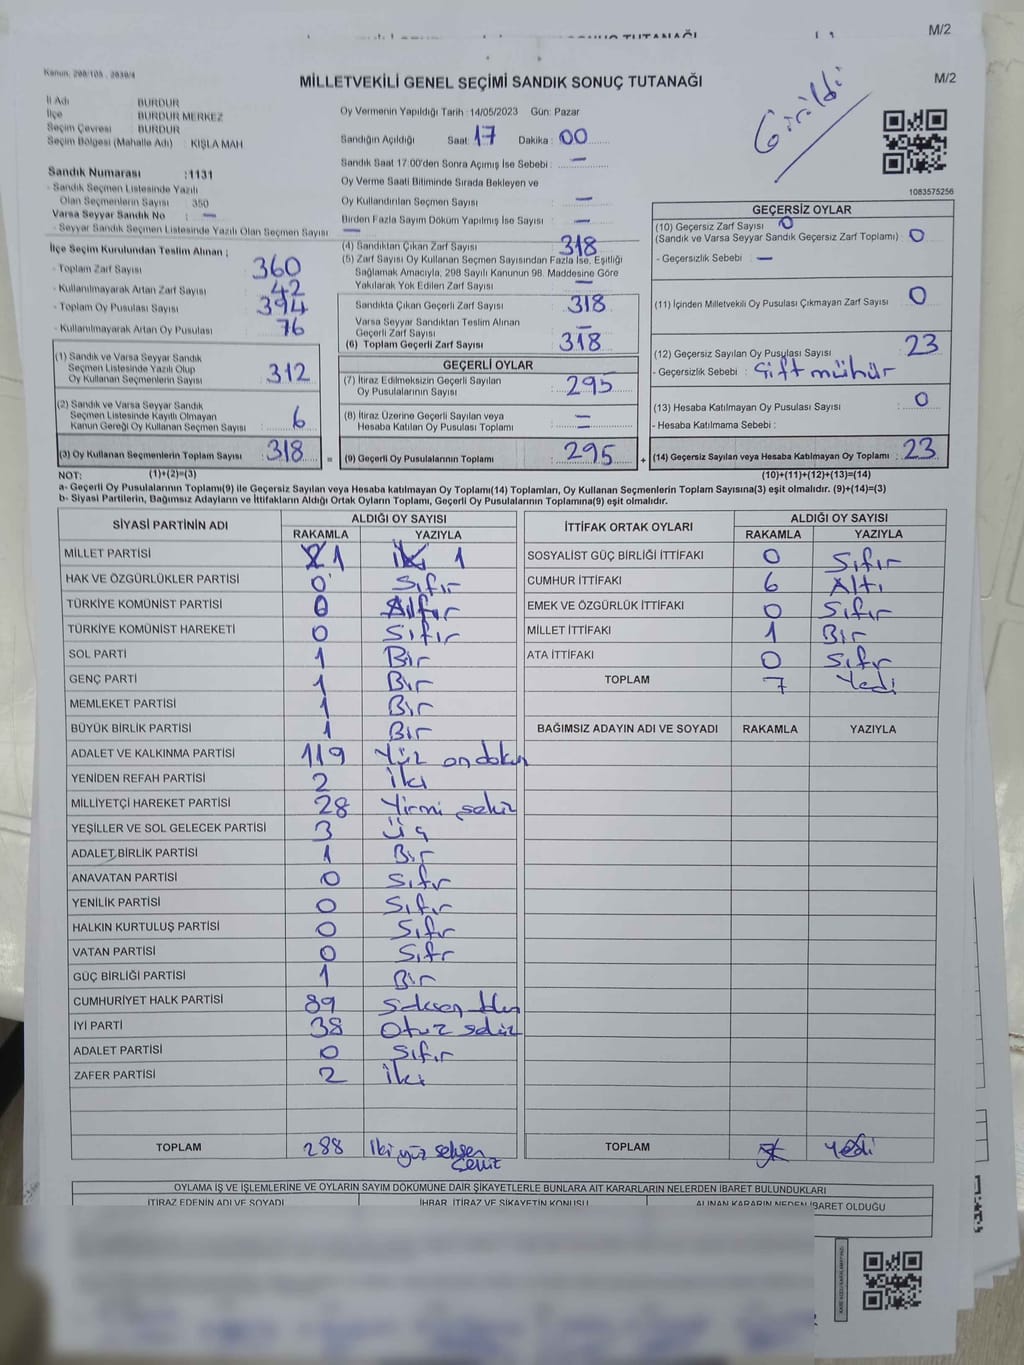 M/2
Kanun, 298/105 . 2839/4
MİLLETVEKİLİ GENEL SEÇİMİ SANDIK SONUÇ TUTANAĞI
M/2
Girildi
İl Adı BURDUR
İlçe BURDUR MERKEZ
Seçim Çevresi BURDUR
Seçim Bölgesi (Mahalle Adı) : KIŞLA MAH
Sandık Numarası :1131
- Sandık Seçmen Listesinde Yazılı
Olan Seçmenlerin Sayısı 350
Varsa Seyyar Sandık No : —
- Seyyar Sandık Seçmen Listesinde Yazılı Olan Seçmen Sayısı —
Oy Vermenin Yapıldığı Tarih :14/05/2023 Gün: Pazar
Sandığın Açıldığı Saat: 17 Dakika: 00
Sandık Saat 17:00'den Sonra Açımış İse Sebebi : —
Oy Verme Saati Bitiminde Sırada Bekleyen ve
Oy Kullandırılan Seçmen Sayısı —
Birden Fazla Sayım Döküm Yapılmış İse Sayısı —
1083575256
İlçe Seçim Kurulundan Teslim Alınan ;
- Toplam Zarf Sayısı 360
- Kullanılmayarak Artan Zarf Sayısı 42
- Toplam Oy Pusulası Sayısı 394
- Kullanılmayarak Artan Oy Pusulası 76
(4) Sandıktan Çıkan Zarf Sayısı 318
(5) Zarf Sayısı Oy Kullanan Seçmen Sayısından Fazla İse, Eşitliği
Sağlamak Amacıyla, 298 Sayılı Kanunun 98. Maddesine Göre
Yakılarak Yok Edilen Zarf Sayısı —
Sandıkta Çıkan Geçerli Zarf Sayısı 318
Varsa Seyyar Sandıktan Teslim Alınan
Geçerli Zarf Sayısı —
(6) Toplam Geçerli Zarf Sayısı 318
GEÇERSİZ OYLAR
(10) Geçersiz Zarf Sayısı 0
(Sandık ve Varsa Seyyar Sandık Geçersiz Zarf Toplamı) : 0
- Geçersizlik Sebebi : —
(11) İçinden Milletvekili Oy Pusulası Çıkmayan Zarf Sayısı 0
(12) Geçersiz Sayılan Oy Pusulası Sayısı 23
- Geçersizlik Sebebi : Çift mühür
(13) Hesaba Katılmayan Oy Pusulası Sayısı : 0
- Hesaba Katılmama Sebebi :
(14) Geçersiz Sayılan veya Hesaba Katılmayan Oy Toplamı : 23
(1) Sandık ve Varsa Seyyar Sandık
Seçmen Listesinde Yazılı Olup
Oy Kullanan Seçmenlerin Sayısı 312
(2) Sandık ve Varsa Seyyar Sandık
Seçmen Listesinde Kayıtlı Olmayan
Kanun Gereği Oy Kullanan Seçmen Sayısı 6
(3) Oy Kullanan Seçmenlerin Toplam Sayısı 318 =
GEÇERLİ OYLAR
(7) İtiraz Edilmeksizin Geçerli Sayılan
Oy Pusulalarının Sayısı 295
(8) İtiraz Üzerine Geçerli Sayılan veya
Hesaba Katılan Oy Pusulası Toplamı —
(9) Geçerli Oy Pusulalarının Toplamı 295 +
NOT: (1)+(2)=(3) (10)+(11)+(12)+(13)=(14)
a- Geçerli Oy Pusulalarının Toplamı(9) ile Geçersiz Sayılan veya Hesaba katılmayan Oy Toplamı(14) Toplamları, Oy Kullanan Seçmenlerin Toplam Sayısına(3) eşit olmalıdır. (9)+(14)=(3)
b- Siyasi Partilerin, Bağımsız Adayların ve İttifakların Aldığı Ortak Oyların Toplamı, Geçerli Oy Pusulalarının Toplamına(9) eşit olmalıdır.
SİYASİ PARTİNİN ADI ALDIĞI OY SAYISI
RAKAMLA YAZIYLA
MİLLET PARTİSİ 1 1
HAK VE ÖZGÜRLÜKLER PARTİSİ 0 Sıfır
TÜRKİYE KOMÜNİST PARTİSİ 0
TÜRKİYE KOMÜNİST HAREKETİ 0 Sıfır
SOL PARTİ 1 Bir
GENÇ PARTİ 1 Bir
MEMLEKET PARTİSİ 1 Bir
BÜYÜK BİRLİK PARTİSİ 1 Bir
ADALET VE KALKINMA PARTİSİ 119 Yüz ondokuz
YENİDEN REFAH PARTİSİ 2 İki
MİLLİYETÇİ HAREKET PARTİSİ 28 Yirmi sekiz
YEŞİLLER VE SOL GELECEK PARTİSİ 3 Üç
ADALET BİRLİK PARTİSİ 1 Bir
ANAVATAN PARTİSİ 0 Sıfır
YENİLİK PARTİSİ 0 Sıfır
HALKIN KURTULUŞ PARTİSİ 0 Sıfır
VATAN PARTİSİ 0 Sıfır
GÜÇ BİRLİĞİ PARTİSİ 1 Bir
CUMHURİYET HALK PARTİSİ 89 Seksen
İYİ PARTİ 38 Otuz sekiz
ADALET PARTİSİ 0 Sıfır
ZAFER PARTİSİ 2 İki
TOPLAM 288 İki yüz seksen sekiz
İTTİFAK ORTAK OYLARI ALDIĞI OY SAYISI
RAKAMLA YAZIYLA
SOSYALİST GÜÇ BİRLİĞİ İTTİFAKI 0 Sıfır
CUMHUR İTTİFAKI 6 Altı
EMEK VE ÖZGÜRLÜK İTTİFAKI 0 Sıfır
MİLLET İTTİFAKI 1 Bir
ATA İTTİFAKI 0 Sıfır
TOPLAM 7 Yedi
BAĞIMSIZ ADAYIN ADI VE SOYADI RAKAMLA YAZIYLA
TOPLAM Yedi
OYLAMA İŞ VE İŞLEMLERİNE VE OYLARIN SAYIM DÖKÜMÜNE DAİR ŞİKAYETLERLE BUNLARA AİT KARARLARIN NELERDEN İBARET BULUNDUKLARI
İTİRAZ EDENİN ADI VE SOYADI İHBAR, İTİRAZ VE ŞİKAYETİN KONUSU ALINAN KARARIN NEDEN İBARET OLDUĞU